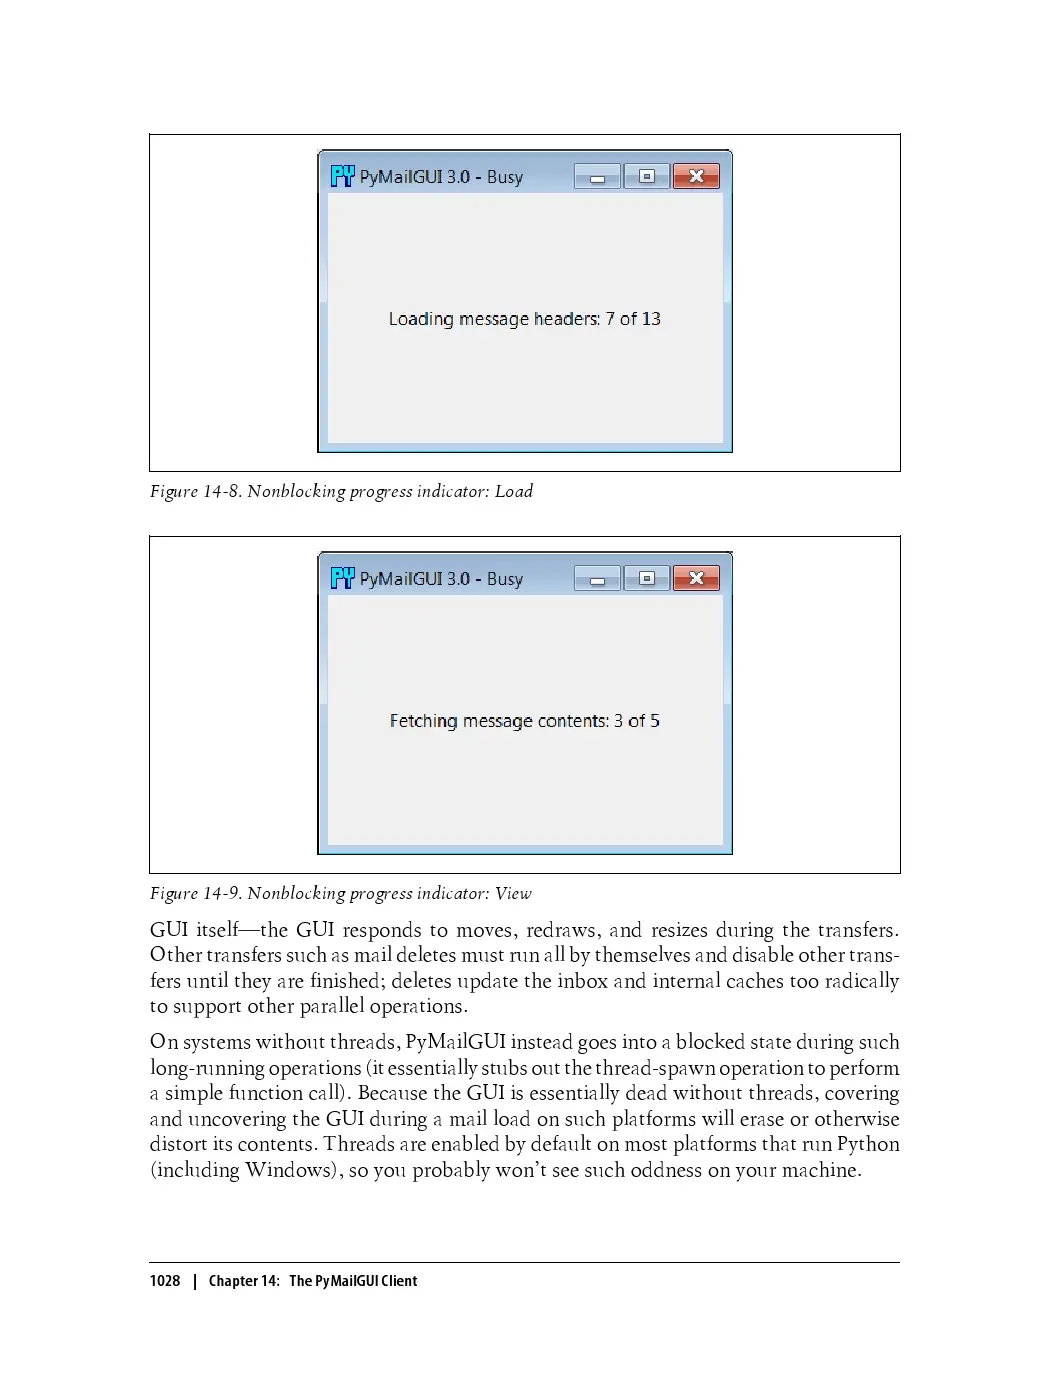 PY PyMailGUI 3.0 - Busy
Loading message headers: 7 of 13
Figure 14-8. Nonblocking progress indicator: Load
PY PyMailGUI 3.0 - Busy
Fetching message contents: 3 of 5
Figure 14-9. Nonblocking progress indicator: View
GUI itself—the GUI responds to moves, redraws, and resizes during the transfers.
Other transfers such as mail deletes must run all by themselves and disable other trans-
fers until they are finished; deletes update the inbox and internal caches too radically
to support other parallel operations.
On systems without threads, PyMailGUI instead goes into a blocked state during such
long-running operations (it essentially stubs out the thread-spawn operation to perform
a simple function call). Because the GUI is essentially dead without threads, covering
and uncovering the GUI during a mail load on such platforms will erase or otherwise
distort its contents. Threads are enabled by default on most platforms that run Python
(including Windows), so you probably won’t see such oddness on your machine.
1028 | Chapter 14: The PyMailGUI Client